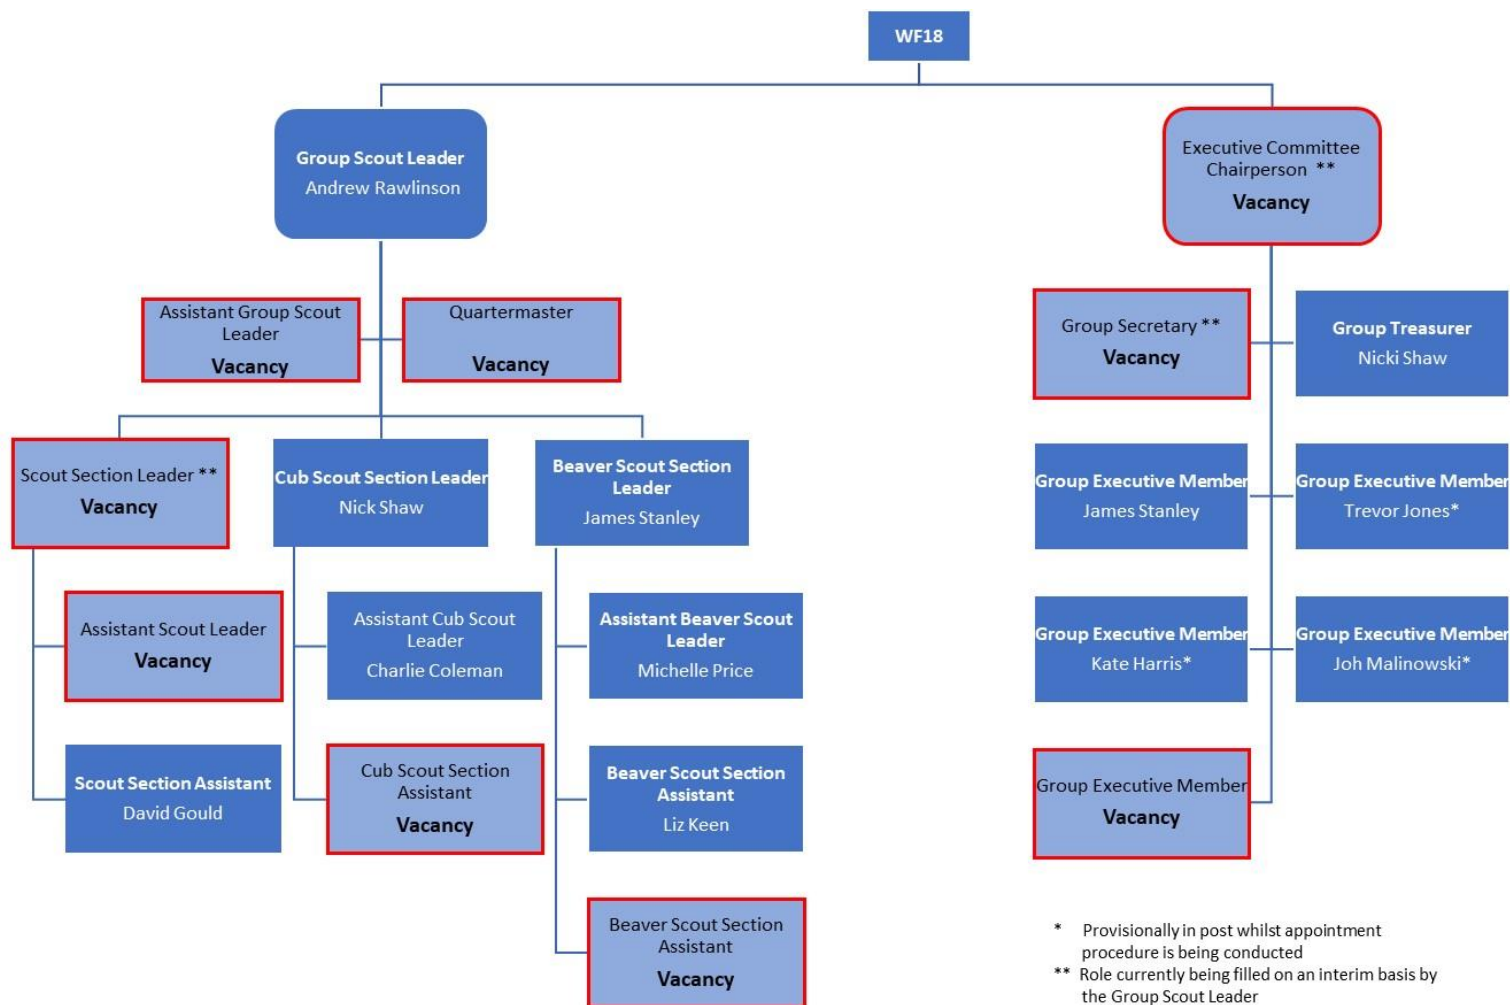 WF18
Group Scout Leader
Andrew Rawlinson
Executive Committee
Chairperson **
Vacancy
Assistant Group Scout
Leader
Vacancy
Quartermaster
Vacancy
Group Secretary **
Vacancy
Group Treasurer
Nicki Shaw
Scout Section Leader **
Vacancy
Cub Scout Section Leader
Nick Shaw
Beaver Scout Section
Leader
James Stanley
Group Executive Member
James Stanley
Group Executive Member
Trevor Jones*
Assistant Scout Leader
Vacancy
Assistant Cub Scout
Leader
Charlie Coleman
Assistant Beaver Scout
Leader
Michelle Price
Group Executive Member
Kate Harris*
Group Executive Member
Joh Malinowski*
Scout Section Assistant
David Gould
Cub Scout Section
Assistant
Vacancy
Beaver Scout Section
Assistant
Liz Keen
Group Executive Member
Vacancy
Beaver Scout Section
Assistant
Vacancy
* Provisionally in post whilst appointment
procedure is being conducted
** Role currently being filled on an interim basis by
the Group Scout Leader